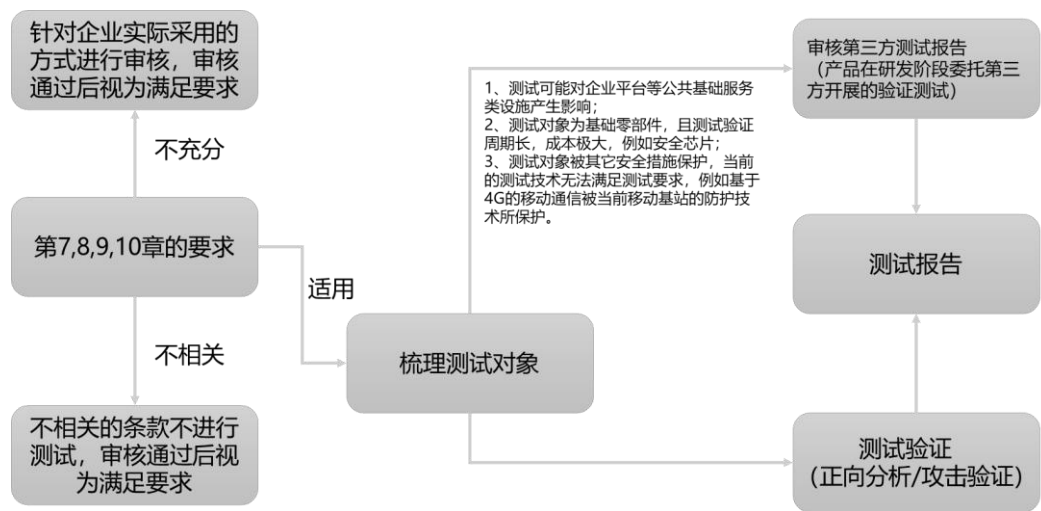 针对企业实际采用的
方式进行审核，审核
通过后视为满足要求
不充分
第7,8,9,10章的要求
不相关
不相关的条款不进行
测试，审核通过后视
为满足要求
适用
梳理测试对象
1、测试可能对企业平台等公共基础服务
类设施产生影响；
2、测试对象为基础零部件，且测试验证
周期长，成本极大，例如安全芯片；
3、测试对象被其它安全措施保护，当前
的测试技术无法满足测试要求，例如基于
4G的移动通信被当前移动基站的防护技
术所保护。
审核第三方测试报告
（产品在研发阶段委托第三
方开展的验证测试）
测试报告
测试验证
（正向分析/攻击验证）